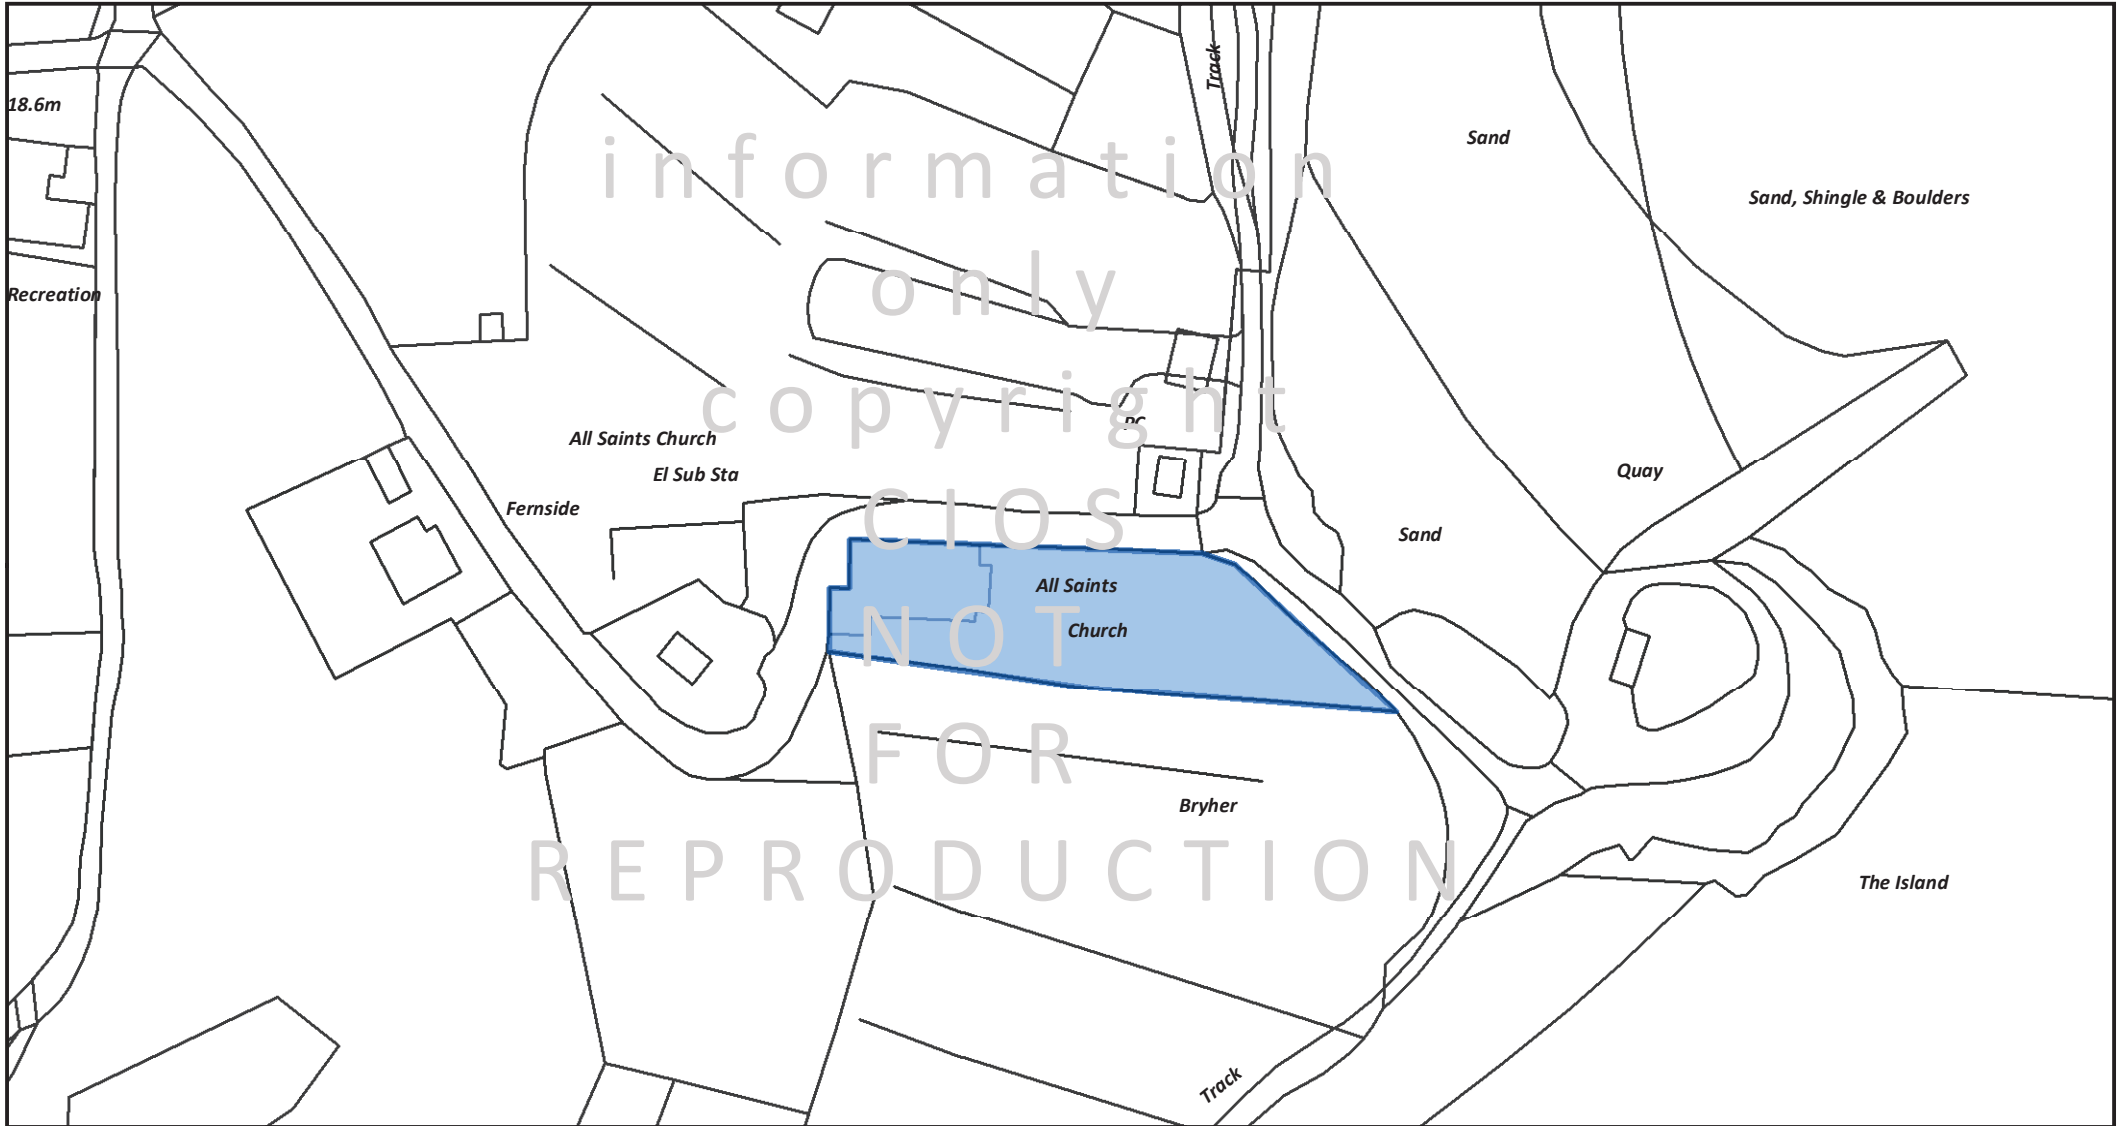 Track
18.6m
Sand
information
Sand, Shingle & Boulders
Recreation
only
copyright
PC
All Saints Church
El Sub Sta
Quay
Fernside
CIOS
Sand
All Saints
Church
NOT
FOR
Bryher
REPRODUCTION
The Island
Track